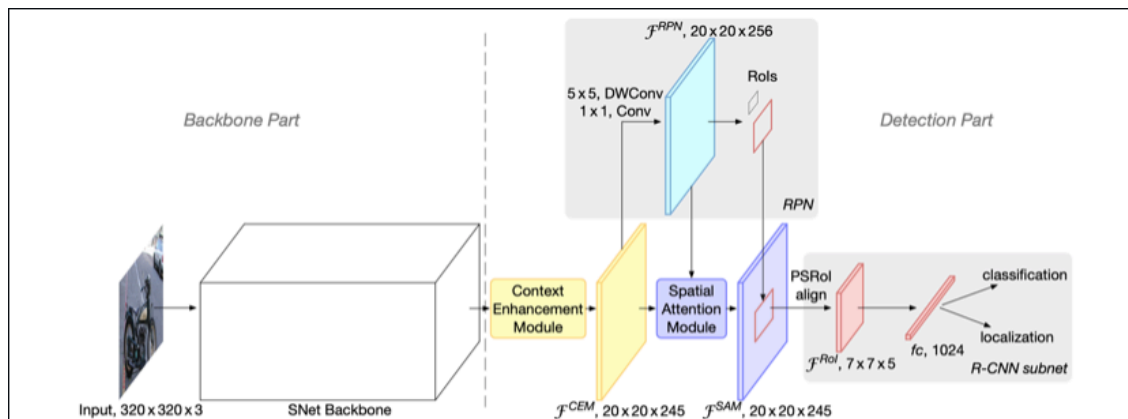 Backbone Part
Detection Part
𝓕^RPN, 20 x 20 x 256
RoIs
5 x 5, DWConv
1 x 1, Conv
RPN
Context
Enhancement
Module
Spatial
Attention
Module
PSRoI
align
classification
localization
fc, 1024
R-CNN subnet
𝓕^RoI, 7 x 7 x 5
Input, 320 x 320 x 3
SNet Backbone
𝓕^CEM, 20 x 20 x 245
𝓕^SAM, 20 x 20 x 245